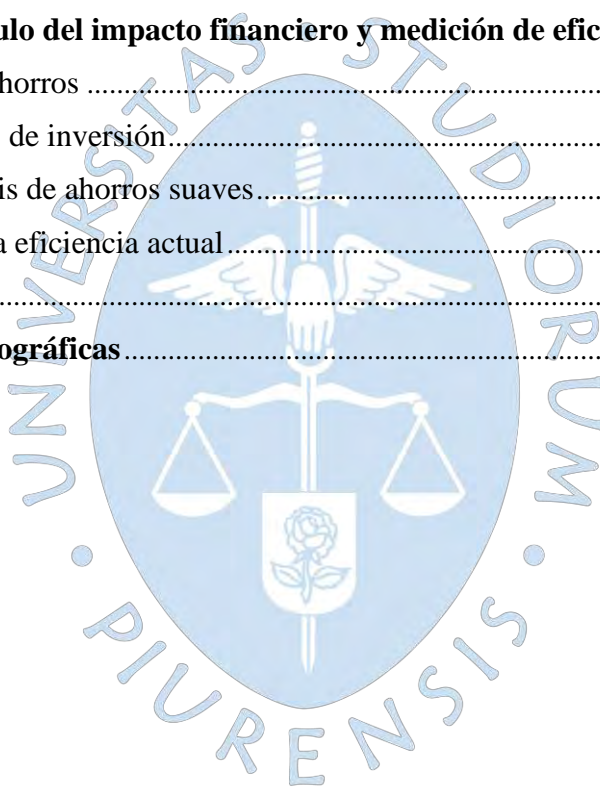 ulo del impacto financiero y medición de efic
horros ........................................................................
de inversión..............................................................
is de ahorros suaves..................................................
a eficiencia actual......................................................
..................................................................................
ográficas...................................................................
UNIVERSITAS STUDIORUM
PIURENSIS